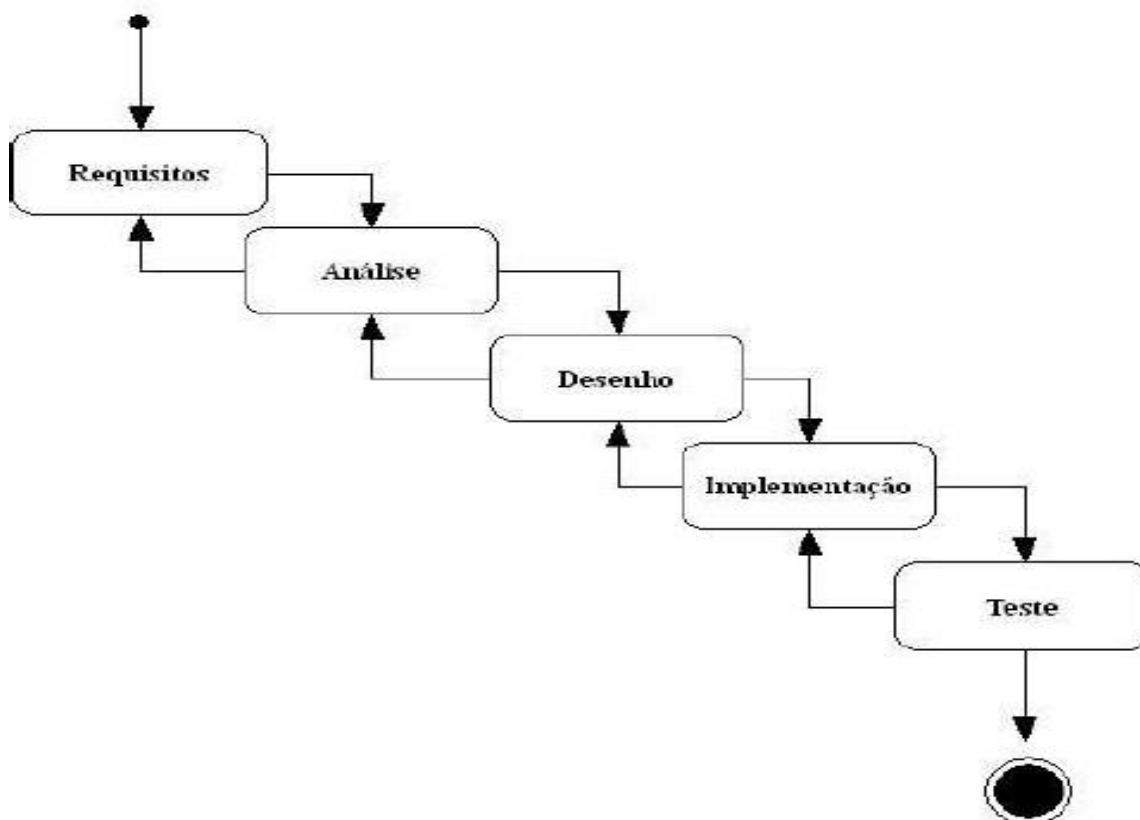 Requisitos
Análise
Desenho
Implementação
Teste